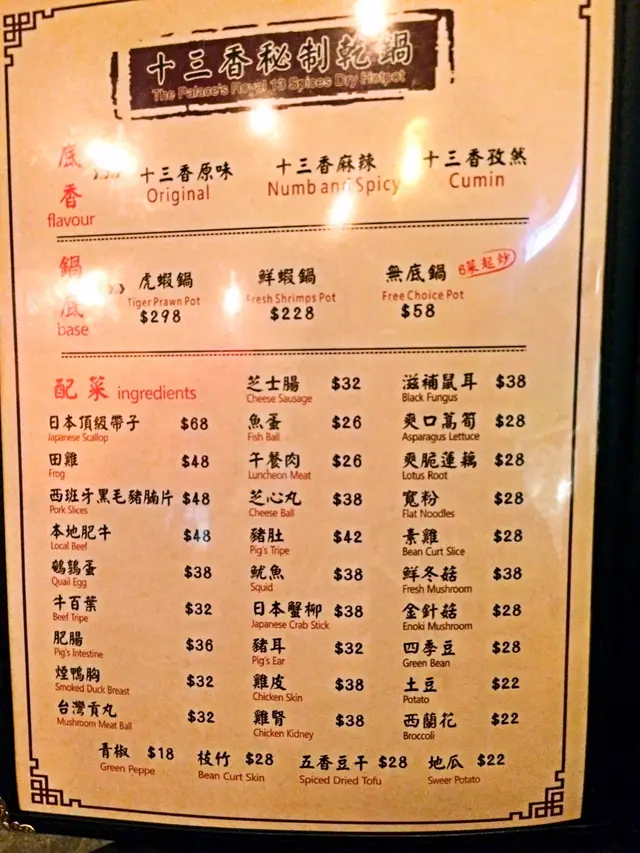 十三香秘制乾鍋
The Palace's Royal 13 Spices Dry Hotpot
底香 flavour
十三香原味 十三香麻辣 十三香孜然
Original Numb and Spicy Cumin
鍋底 base
虎蝦鍋 鮮蝦鍋 無底鍋 6菜起炒
Tiger Prawn Pot Fresh Shrimps Pot Free Choice Pot
$298 $228 $58
配菜 ingredients
日本頂級帶子 $68
Japanese Scallop
田雞 $48
Frog
西班牙黑毛豬腩片 $48
Pork Slices
本地肥牛 $48
Local Beef
鵪鶉蛋 $38
Quail Egg
牛百葉 $32
Beef Tripe
肥腸 $36
Pig's Intestine
煙鴨胸 $32
Smoked Duck Breast
台灣貢丸 $32
Mushroom Meat Ball
芝士腸 $32
Cheese Sausage
魚蛋 $26
Fish Ball
午餐肉 $26
Luncheon Meat
芝心丸 $38
Cheese Ball
豬肚 $42
Pig's Tripe
魷魚 $38
Squid
日本蟹柳 $38
Japanese Crab Stick
豬耳 $32
Pig's Ear
雞皮 $38
Chicken Skin
雞腎 $38
Chicken Kidney
滋補鼠耳 $38
Black Fungus
爽口萵筍 $28
Asparagus Lettuce
爽脆蓮藕 $28
Lotus Root
寬粉 $28
Flat Noodles
素雞 $28
Bean Curt Slice
鮮冬菇 $38
Fresh Mushroom
金針菇 $28
Enoki Mushroom
四季豆 $28
Green Bean
土豆 $22
Potato
西蘭花 $22
Broccoli
青椒 $18 枝竹 $28 五香豆干 $28 地瓜 $22
Green Peppe Bean Curt Skin Spiced Dried Tofu Sweer Potato